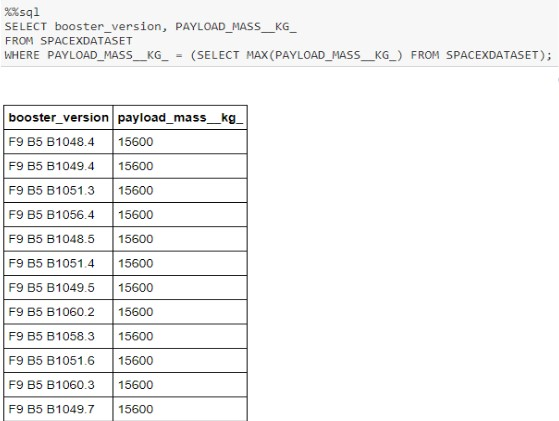 %%sql
SELECT booster_version, PAYLOAD_MASS__KG_
FROM SPACEXDATASET
WHERE PAYLOAD_MASS__KG_ = (SELECT MAX(PAYLOAD_MASS__KG_) FROM SPACEXDATASET);
booster_version payload_mass__kg_
F9 B5 B1048.4 15600
F9 B5 B1049.4 15600
F9 B5 B1051.3 15600
F9 B5 B1056.4 15600
F9 B5 B1048.5 15600
F9 B5 B1051.4 15600
F9 B5 B1049.5 15600
F9 B5 B1060.2 15600
F9 B5 B1058.3 15600
F9 B5 B1051.6 15600
F9 B5 B1060.3 15600
F9 B5 B1049.7 15600